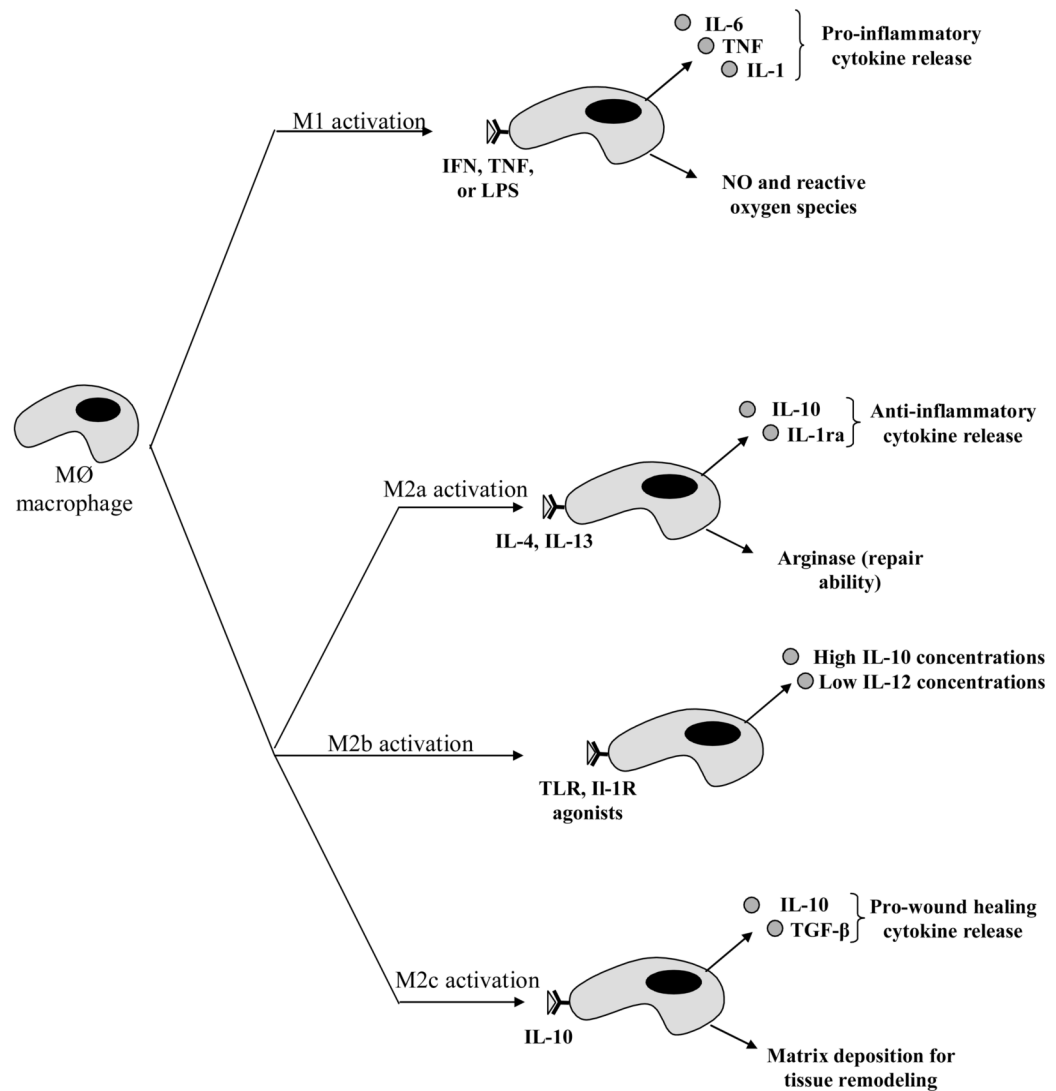 IL-6
TNF
IL-1
Pro-inflammatory
cytokine release
M1 activation
IFN, TNF,
or LPS
NO and reactive
oxygen species
MØ
macrophage
IL-10
IL-1ra
Anti-inflammatory
cytokine release
M2a activation
IL-4, IL-13
Arginase (repair
ability)
High IL-10 concentrations
Low IL-12 concentrations
M2b activation
TLR, Il-1R
agonists
IL-10
TGF-β
Pro-wound healing
cytokine release
M2c activation
IL-10
Matrix deposition for
tissue remodeling